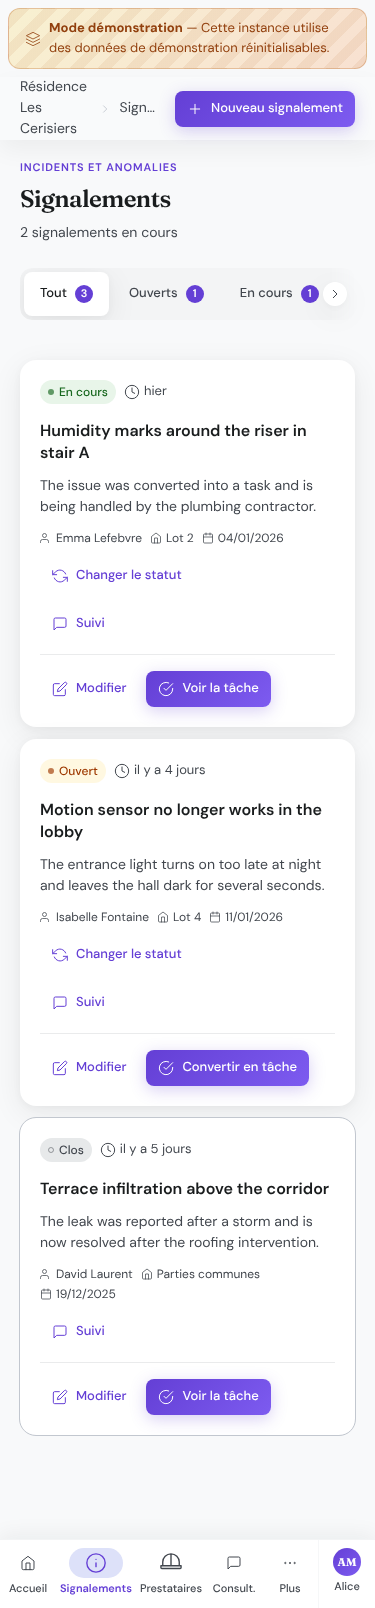 Mode démonstration — Cette instance utilise
des données de démonstration réinitialisables.
Résidence
Les
Cerisiers
Sign...
Nouveau signalement
INCIDENTS ET ANOMALIES
Signalements
2 signalements en cours
Tout 3 Ouverts 1 En cours 1
En cours hier
Humidity marks around the riser in
stair A
The issue was converted into a task and is
being handled by the plumbing contractor.
Emma Lefebvre Lot 2 04/01/2026
Changer le statut
Suivi
Modifier Voir la tâche
Ouvert il y a 4 jours
Motion sensor no longer works in the
lobby
The entrance light turns on too late at night
and leaves the hall dark for several seconds.
Isabelle Fontaine Lot 4 11/01/2026
Changer le statut
Suivi
Modifier Convertir en tâche
Clos il y a 5 jours
Terrace infiltration above the corridor
The leak was reported after a storm and is
now resolved after the roofing intervention.
David Laurent Parties communes
19/12/2025
Suivi
Modifier Voir la tâche
AM
Accueil Signalements Prestataires Consult. Plus Alice